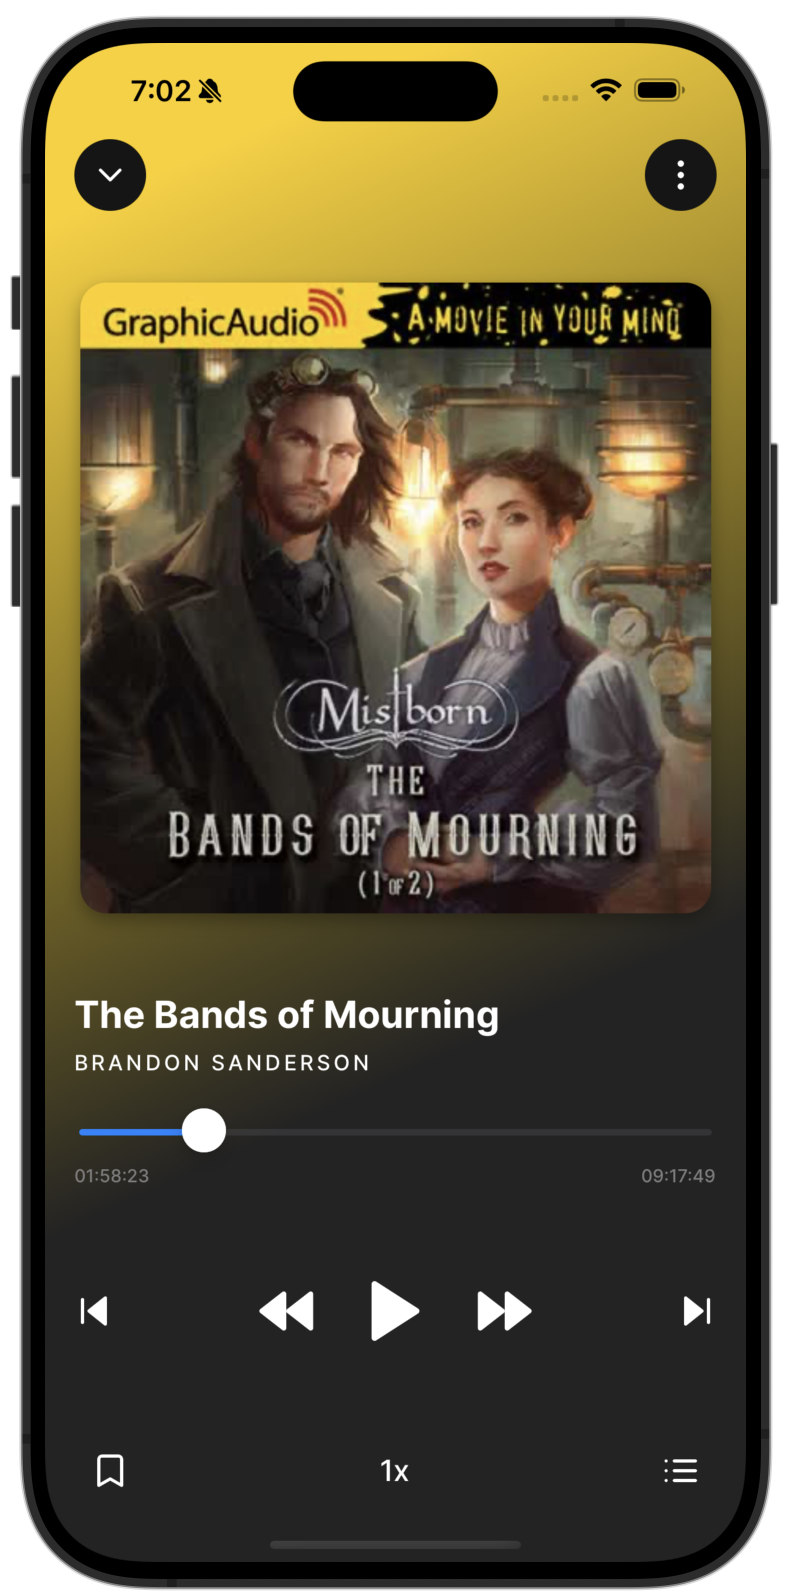 7:02
GraphicAudio®
A MOVIE IN YOUR MIND
Mistborn
THE
BANDS OF MOURNING
(1 OF 2)
The Bands of Mourning
BRANDON SANDERSON
01:58:23
09:17:49
1x